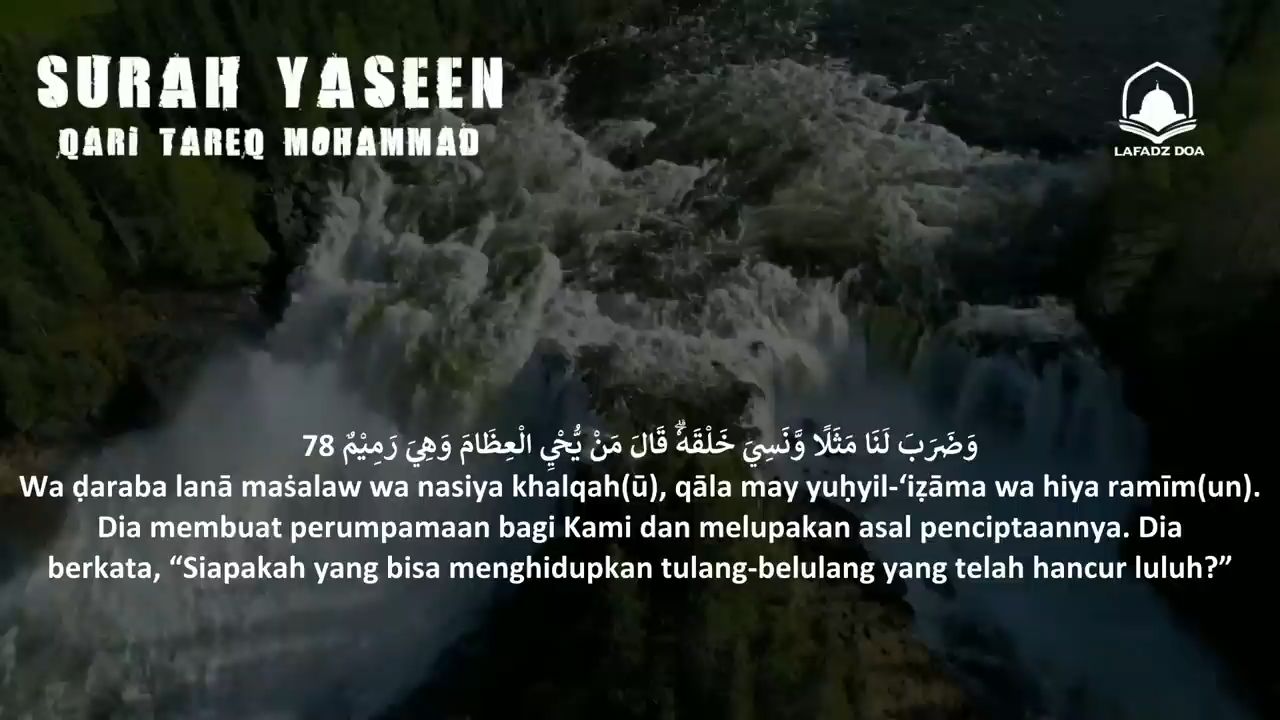 SURAH YASEEN
QARI TAREQ MOHAMMAD
LAFADZ DOA
وَضَرَبَ لَنَا مَثَلًا وَّنَسِيَ خَلْقَهٗۗ قَالَ مَنْ يُّحْيِ الْعِظَامَ وَهِيَ رَمِيْمٌ 78
Wa ḍaraba lanā maṡalaw wa nasiya khalqah(ū), qāla may yuḥyil-‘iẓāma wa hiya ramīm(un).
Dia membuat perumpamaan bagi Kami dan melupakan asal penciptaannya. Dia
berkata, “Siapakah yang bisa menghidupkan tulang-belulang yang telah hancur luluh?”